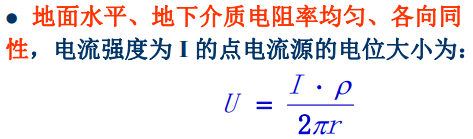 ● 地面水平、地下介质电阻率均匀、各向同
性，电流强度为 I 的点电流源的电位大小为：
U = \frac{I · ρ}{2πr}